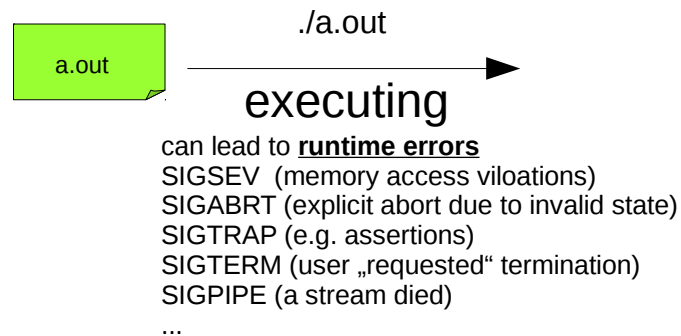 ./a.out
a.out
executing
can lead to runtime errors
SIGSEV (memory access viloations)
SIGABRT (explicit abort due to invalid state)
SIGTRAP (e.g. assertions)
SIGTERM (user „requested“ termination)
SIGPIPE (a stream died)
...